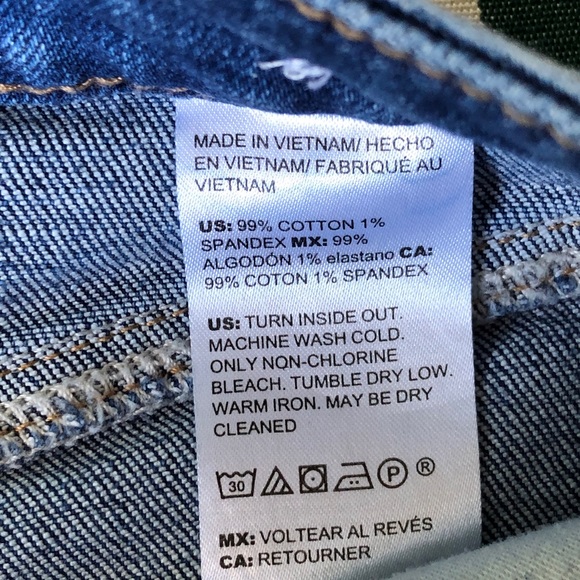 MADE IN VIETNAM/ HECHO
EN VIETNAM/ FABRIQUÉ AU
VIETNAM
US: 99% COTTON 1%
SPANDEX MX: 99%
ALGODÓN 1% elastano CA:
99% COTON 1% SPANDEX
US: TURN INSIDE OUT.
MACHINE WASH COLD.
ONLY NON-CHLORINE
BLEACH. TUMBLE DRY LOW.
WARM IRON. MAY BE DRY
CLEANED
30 P ®
MX: VOLTEAR AL REVÉS
CA: RETOURNER